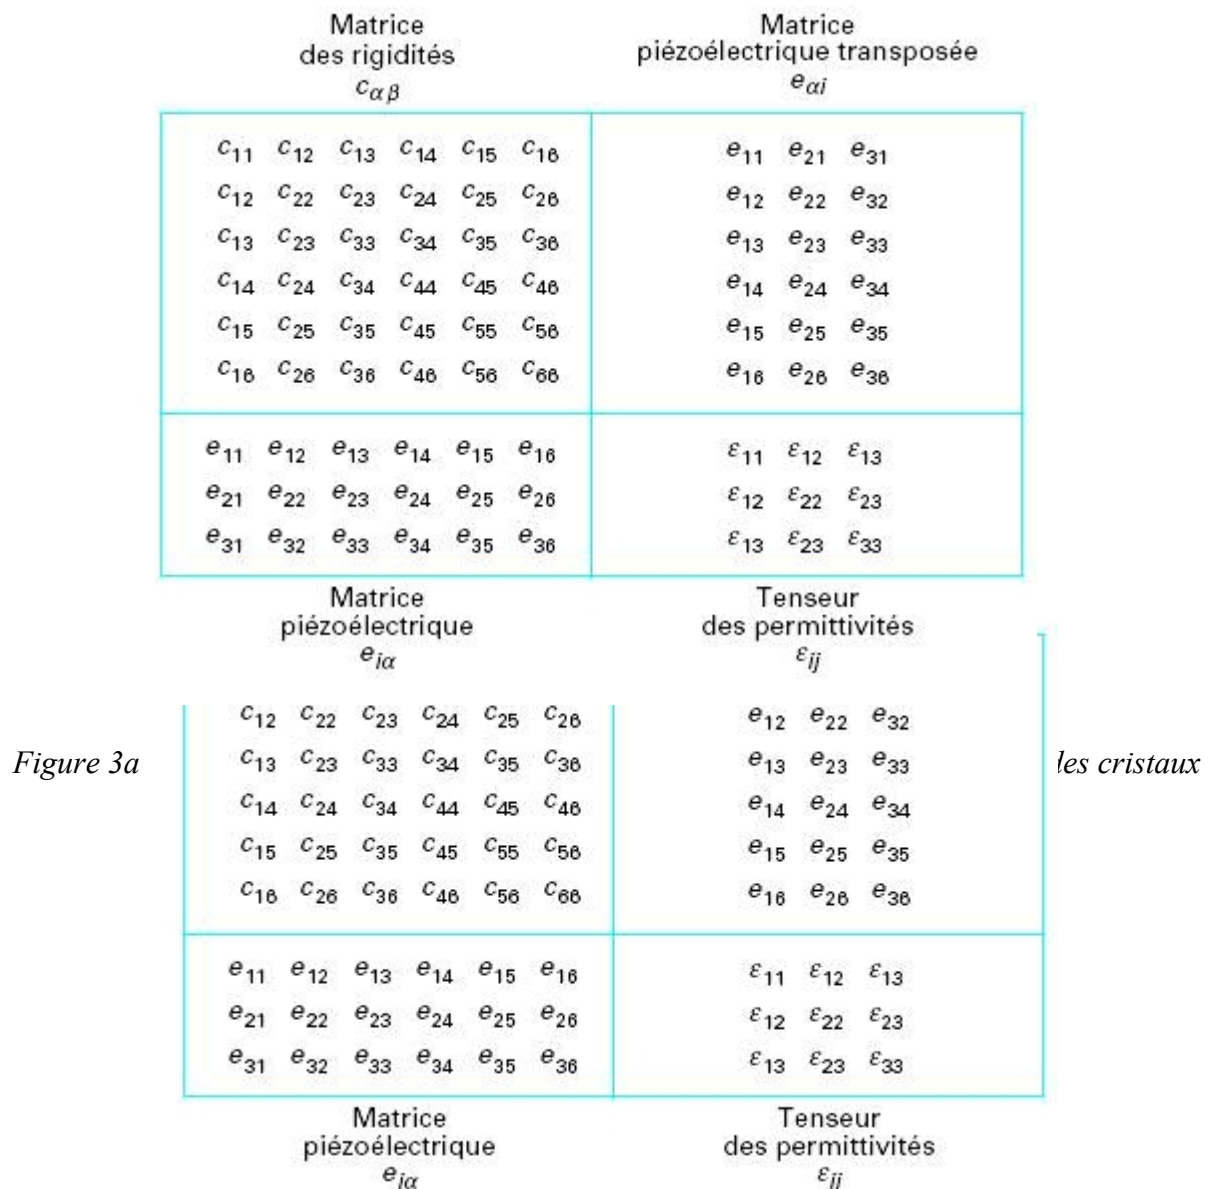 Matrice Matrice
des rigidités piézoélectrique transposée
c αβ e αi
c11 c12 c13 c14 c15 c16 e11 e21 e31
c12 c22 c23 c24 c25 c26 e12 e22 e32
c13 c23 c33 c34 c35 c36 e13 e23 e33
c14 c24 c34 c44 c45 c46 e14 e24 e34
c15 c25 c35 c45 c55 c56 e15 e25 e35
c16 c26 c36 c46 c56 c66 e16 e26 e36
e11 e12 e13 e14 e15 e16 ε11 ε12 ε13
e21 e22 e23 e24 e25 e26 ε12 ε22 ε23
e31 e32 e33 e34 e35 e36 ε13 ε23 ε33
Matrice Tenseur
piézoélectrique des permittivités
e iα ε ij
c12 c22 c23 c24 c25 c26 e12 e22 e32
Figure 3a c13 c23 c33 c34 c35 c36 e13 e23 e33 des cristaux
c14 c24 c34 c44 c45 c46 e14 e24 e34
c15 c25 c35 c45 c55 c56 e15 e25 e35
c16 c26 c36 c46 c56 c66 e16 e26 e36
e11 e12 e13 e14 e15 e16 ε11 ε12 ε13
e21 e22 e23 e24 e25 e26 ε12 ε22 ε23
e31 e32 e33 e34 e35 e36 ε13 ε23 ε33
Matrice Tenseur
piézoélectrique des permittivités
e iα ε ij